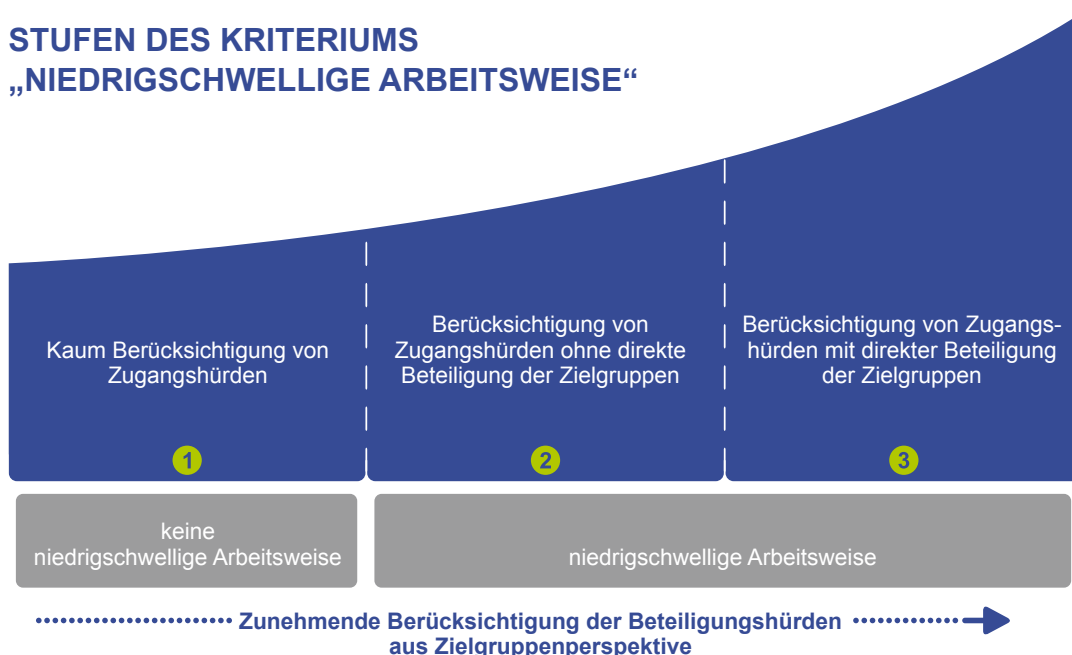 STUFEN DES KRITERIUMS
„NIEDRIGSCHWELLIGE ARBEITSWEISE“
Kaum Berücksichtigung von
Zugangshürden
1
Berücksichtigung von
Zugangshürden ohne direkte
Beteiligung der Zielgruppen
2
Berücksichtigung von Zugangs-
hürden mit direkter Beteiligung
der Zielgruppen
3
keine
niedrigschwellige Arbeitsweise
niedrigschwellige Arbeitsweise
Zunehmende Berücksichtigung der Beteiligungshürden
aus Zielgruppenperspektive